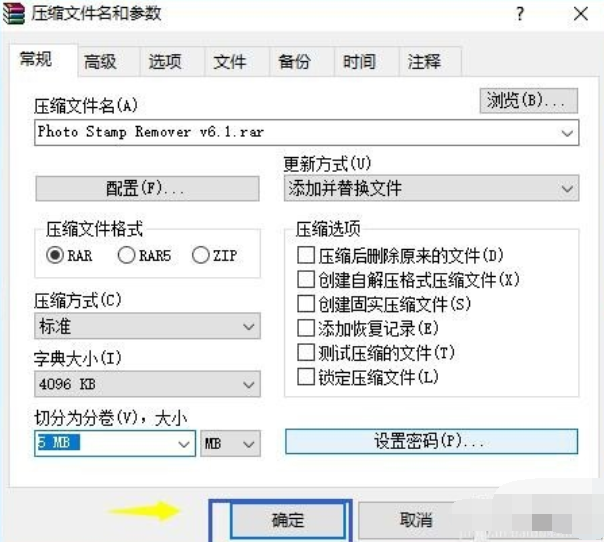 压缩文件名和参数 ?
常规 高级 选项 文件 备份 时间 注释
压缩文件名(A)
浏览(B)...
Photo Stamp Remover v6.1.rar
更新方式(U)
配置(F)...
添加并替换文件
压缩文件格式
RAR RAR5 ZIP
压缩方式(C)
标准
字典大小(I)
4096 KB
切分为分卷(V), 大小
5 MB MB
压缩选项
压缩后删除原来的文件(D)
创建自解压格式压缩文件(X)
创建固实压缩文件(S)
添加恢复记录(E)
测试压缩的文件(T)
锁定压缩文件(L)
设置密码(P)...
确定 取消